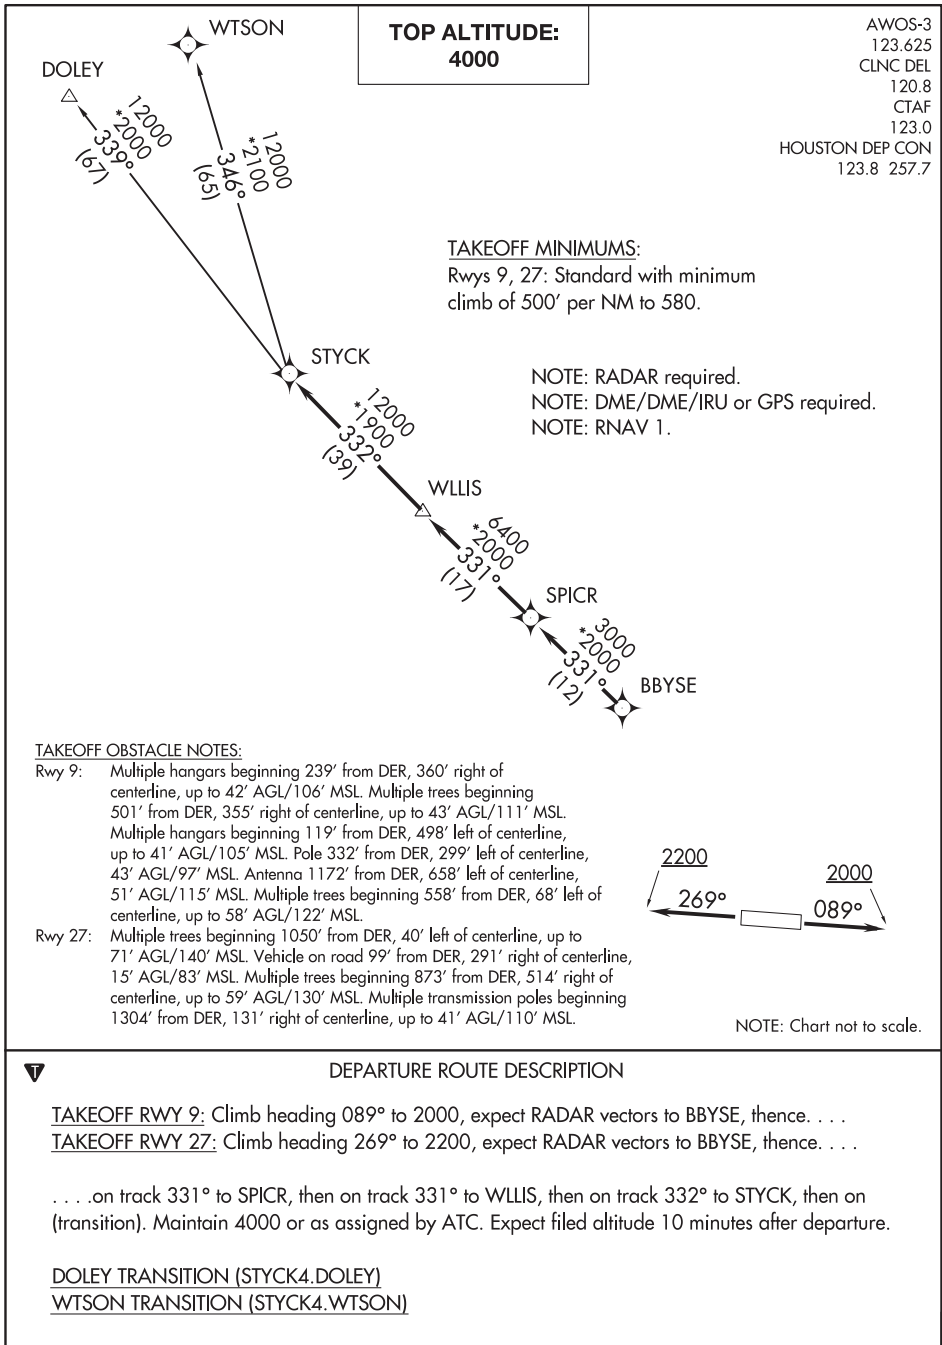 WTSON
TOP ALTITUDE:
4000
AWOS-3
123.625
CLNC DEL
120.8
CTAF
123.0
HOUSTON DEP CON
123.8 257.7
DOLEY
12000
*2000
339°
(67)
12000
*2100
346°
(65)
TAKEOFF MINIMUMS:
Rwys 9, 27: Standard with minimum
climb of 500' per NM to 580.
STYCK
NOTE: RADAR required.
NOTE: DME/DME/IRU or GPS required.
NOTE: RNAV 1.
12000
*1900
332°
(39)
WLLIS
6400
*2000
331°
(17)
SPICR
3000
*2000
331°
(12)
BBYSE
TAKEOFF OBSTACLE NOTES:
Rwy 9: Multiple hangars beginning 239' from DER, 360' right of
centerline, up to 42' AGL/106' MSL. Multiple trees beginning
501' from DER, 355' right of centerline, up to 43' AGL/111' MSL.
Multiple hangars beginning 119' from DER, 498' left of centerline,
up to 41' AGL/105' MSL. Pole 332' from DER, 299' left of centerline,
43' AGL/97' MSL. Antenna 1172' from DER, 658' left of centerline,
51' AGL/115' MSL. Multiple trees beginning 558' from DER, 68' left of
centerline, up to 58' AGL/122' MSL.
Rwy 27: Multiple trees beginning 1050' from DER, 40' left of centerline, up to
71' AGL/140' MSL. Vehicle on road 99' from DER, 291' right of centerline,
15' AGL/83' MSL. Multiple trees beginning 873' from DER, 514' right of
centerline, up to 59' AGL/130' MSL. Multiple transmission poles beginning
1304' from DER, 131' right of centerline, up to 41' AGL/110' MSL.
2200
2000
269°
089°
NOTE: Chart not to scale.
T
DEPARTURE ROUTE DESCRIPTION
TAKEOFF RWY 9: Climb heading 089° to 2000, expect RADAR vectors to BBYSE, thence. . . .
TAKEOFF RWY 27: Climb heading 269° to 2200, expect RADAR vectors to BBYSE, thence. . . .
. . . .on track 331° to SPICR, then on track 331° to WLLIS, then on track 332° to STYCK, then on
(transition). Maintain 4000 or as assigned by ATC. Expect filed altitude 10 minutes after departure.
DOLEY TRANSITION (STYCK4.DOLEY)
WTSON TRANSITION (STYCK4.WTSON)